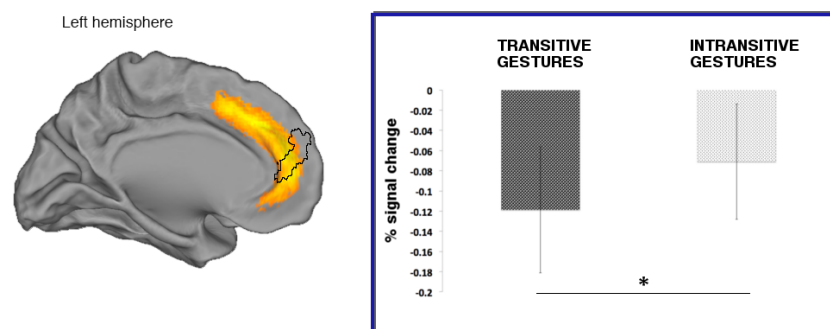 Left hemisphere
TRANSITIVE
GESTURES
INTRANSITIVE
GESTURES
% signal change
0
-0.02
-0.04
-0.06
-0.08
-0.1
-0.12
-0.14
-0.16
-0.18
-0.2
*